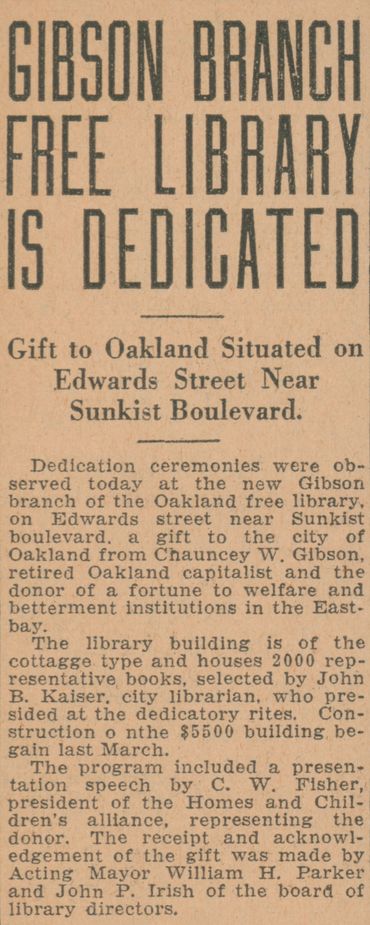 GIBSON BRANCH
FREE LIBRARY
IS DEDICATED
Gift to Oakland Situated on
Edwards Street Near
Sunkist Boulevard.
Dedication ceremonies were ob-
served today at the new Gibson
branch of the Oakland free library,
on Edwards street near Sunkist
boulevard, a gift to the city of
Oakland from Chauncey W. Gibson,
retired Oakland capitalist and the
donor of a fortune to welfare and
betterment institutions in the East-
bay.
The library building is of the
cottagge type and houses 2000 rep-
resentative books, selected by John
B. Kaiser, city librarian, who pre-
sided at the dedicatory rites. Con-
struction o nthe $5500 building be-
gain last March.
The program included a presen-
tation speech by C. W. Fisher,
president of the Homes and Chil-
dren's alliance, representing the
donor. The receipt and acknowl-
edgement of the gift was made by
Acting Mayor William H. Parker
and John P. Irish of the board of
library directors.